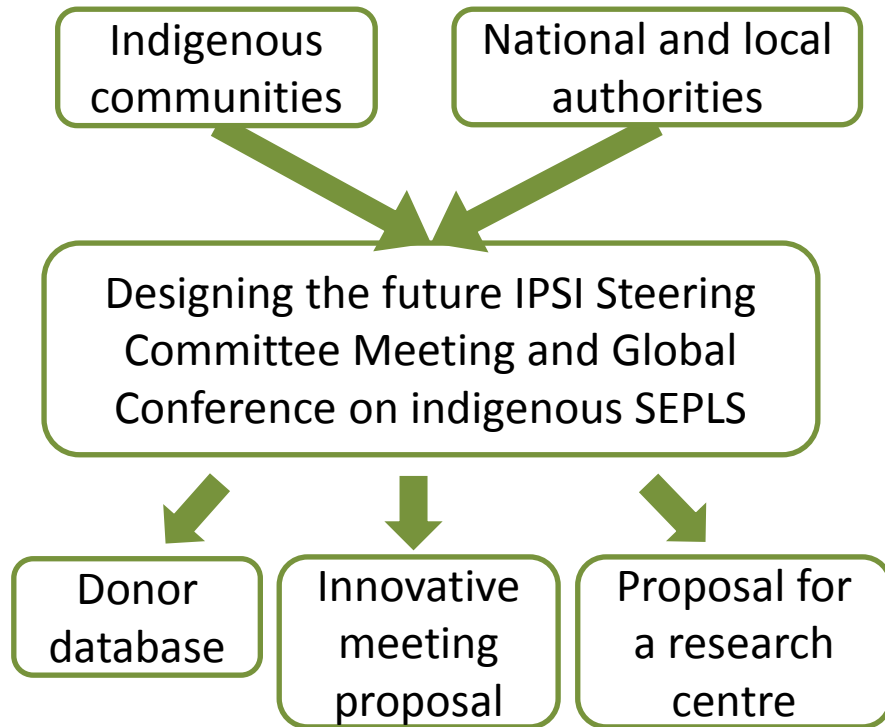 Indigenous
communities
National and local
authorities
Designing the future IPSI Steering
Committee Meeting and Global
Conference on indigenous SEPLS
Donor
database
Innovative
meeting
proposal
Proposal for
a research
centre